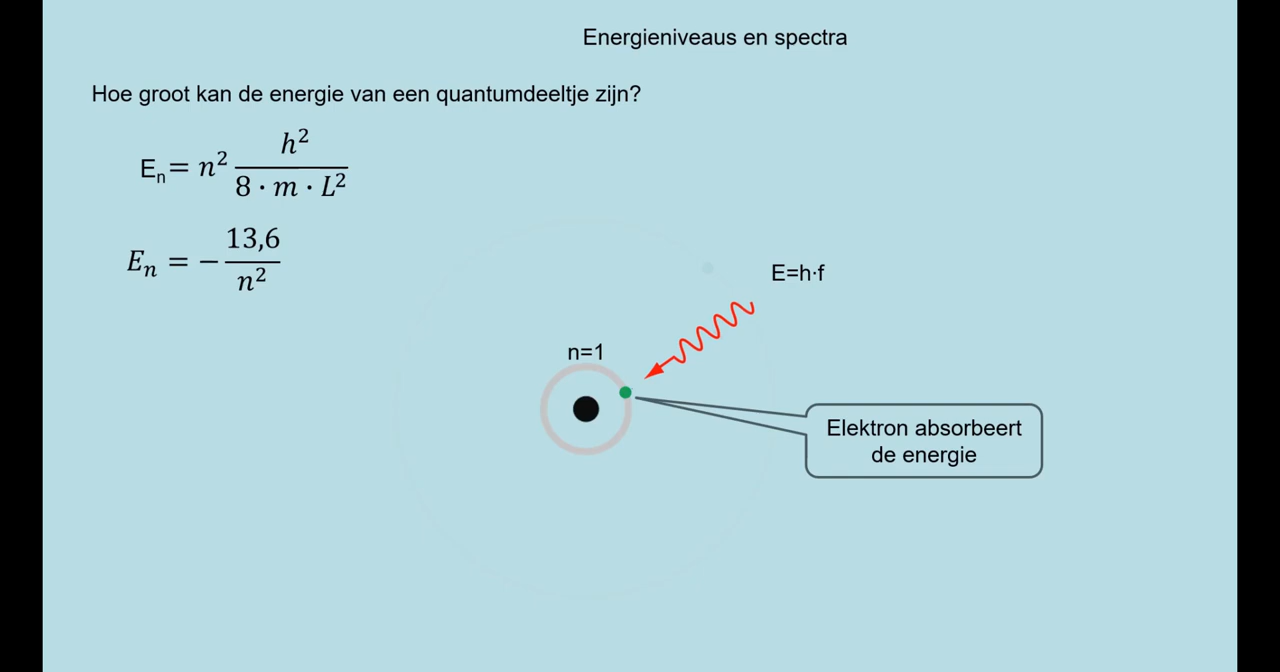 Energieniveaus en spectra
Hoe groot kan de energie van een quantumdeeltje zijn?
Eₙ= n² h² / 8 · m · L²
Eₙ = − 13,6 / n²
E=h·f
n=1
Elektron absorbeert
de energie